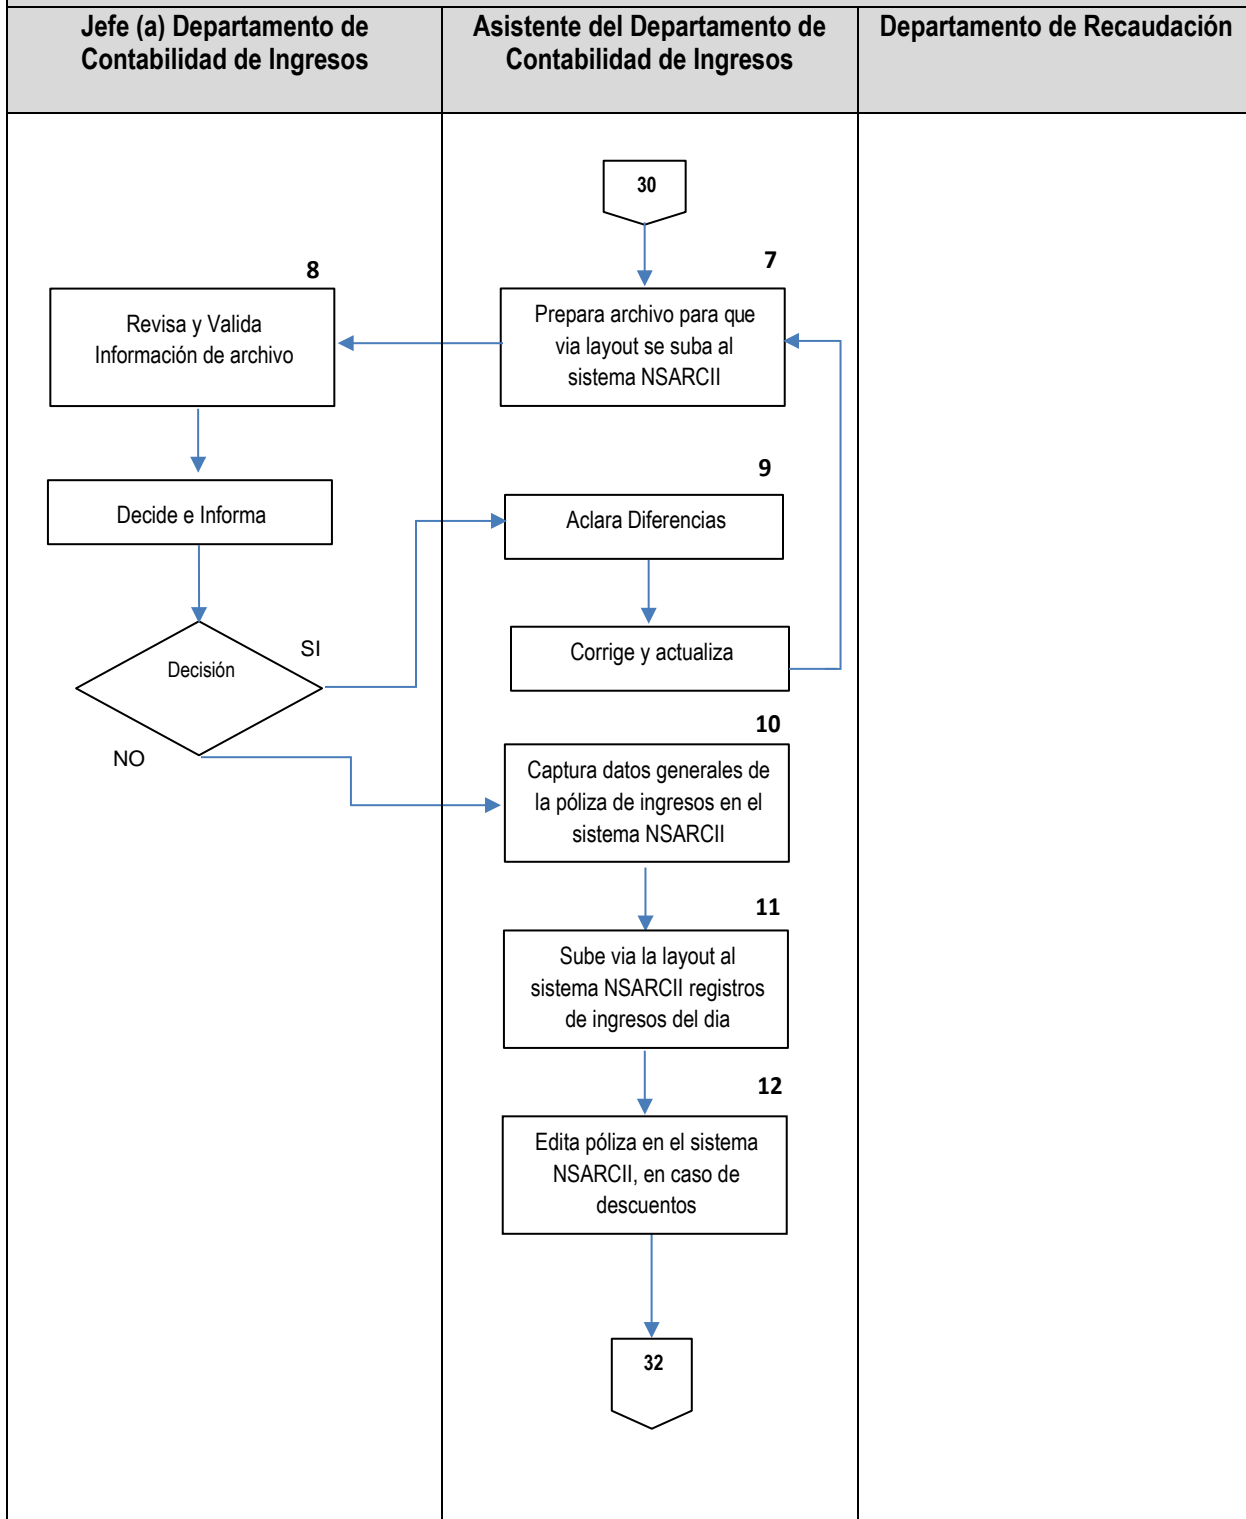 Jefe (a) Departamento de
Contabilidad de Ingresos
Asistente del Departamento de
Contabilidad de Ingresos
Departamento de Recaudación
30
7
Prepara archivo para que
via layout se suba al
sistema NSARCII
8
Revisa y Valida
Información de archivo
Decide e Informa
9
Aclara Diferencias
Corrige y actualiza
Decisión
SI
NO
10
Captura datos generales de
la póliza de ingresos en el
sistema NSARCII
11
Sube via la layout al
sistema NSARCII registros
de ingresos del dia
12
Edita póliza en el sistema
NSARCII, en caso de
descuentos
32